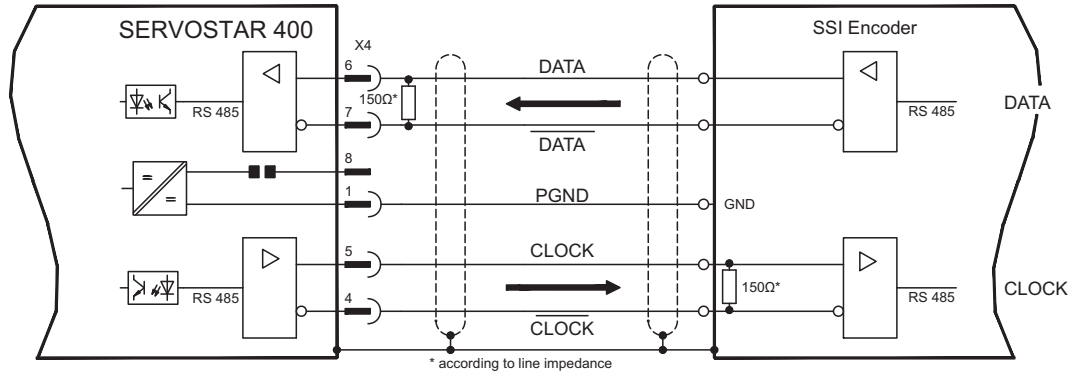 SERVOSTAR 400
X4
SSI Encoder
6
DATA
150Ω*
RS 485
RS 485
DATA
7
DATA
8
1
PGND
GND
5
CLOCK
150Ω*
RS 485
RS 485
CLOCK
4
CLOCK
* according to line impedance